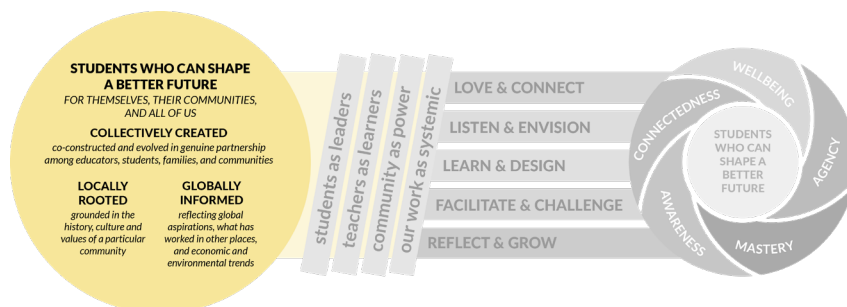 STUDENTS WHO CAN SHAPE
A BETTER FUTURE
FOR THEMSELVES, THEIR COMMUNITIES,
AND ALL OF US
COLLECTIVELY CREATED
co-constructed and evolved in genuine partnership
among educators, students, families, and communities
LOCALLY
ROOTED
grounded in the
history, culture and
values of a particular
community
GLOBALLY
INFORMED
reflecting global
aspirations, what has
worked in other places,
and economic and
environmental trends
students as leaders
teachers as learners
community as power
our work as systemic
LOVE & CONNECT
LISTEN & ENVISION
LEARN & DESIGN
FACILITATE & CHALLENGE
REFLECT & GROW
WELLBEING
AGENCY
MASTERY
AWARENESS
CONNECTEDNESS
STUDENTS
WHO CAN
SHAPE A
BETTER
FUTURE